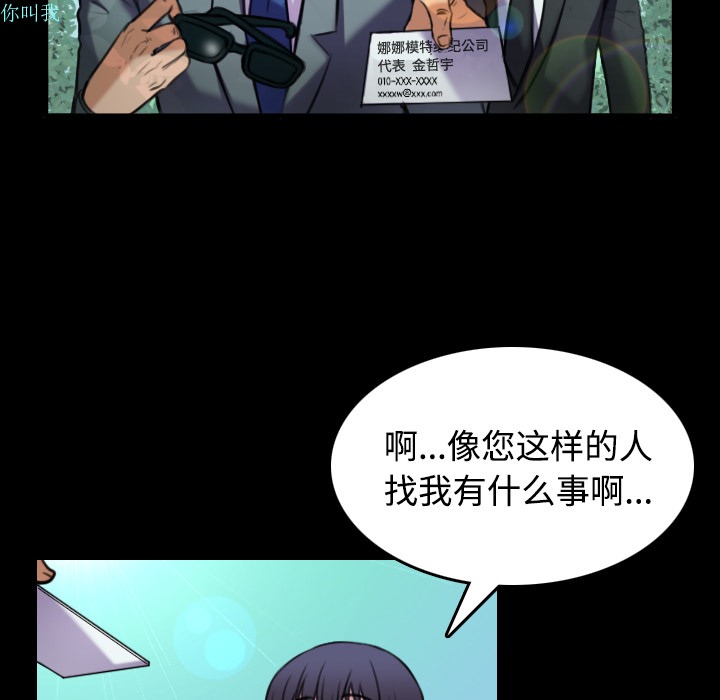 你叫我
娜娜模特经纪公司
代表 金哲宇
010-XXX-XXXX
xxxxw@xxx.com
啊...像您这样的人
找我有什么事啊...